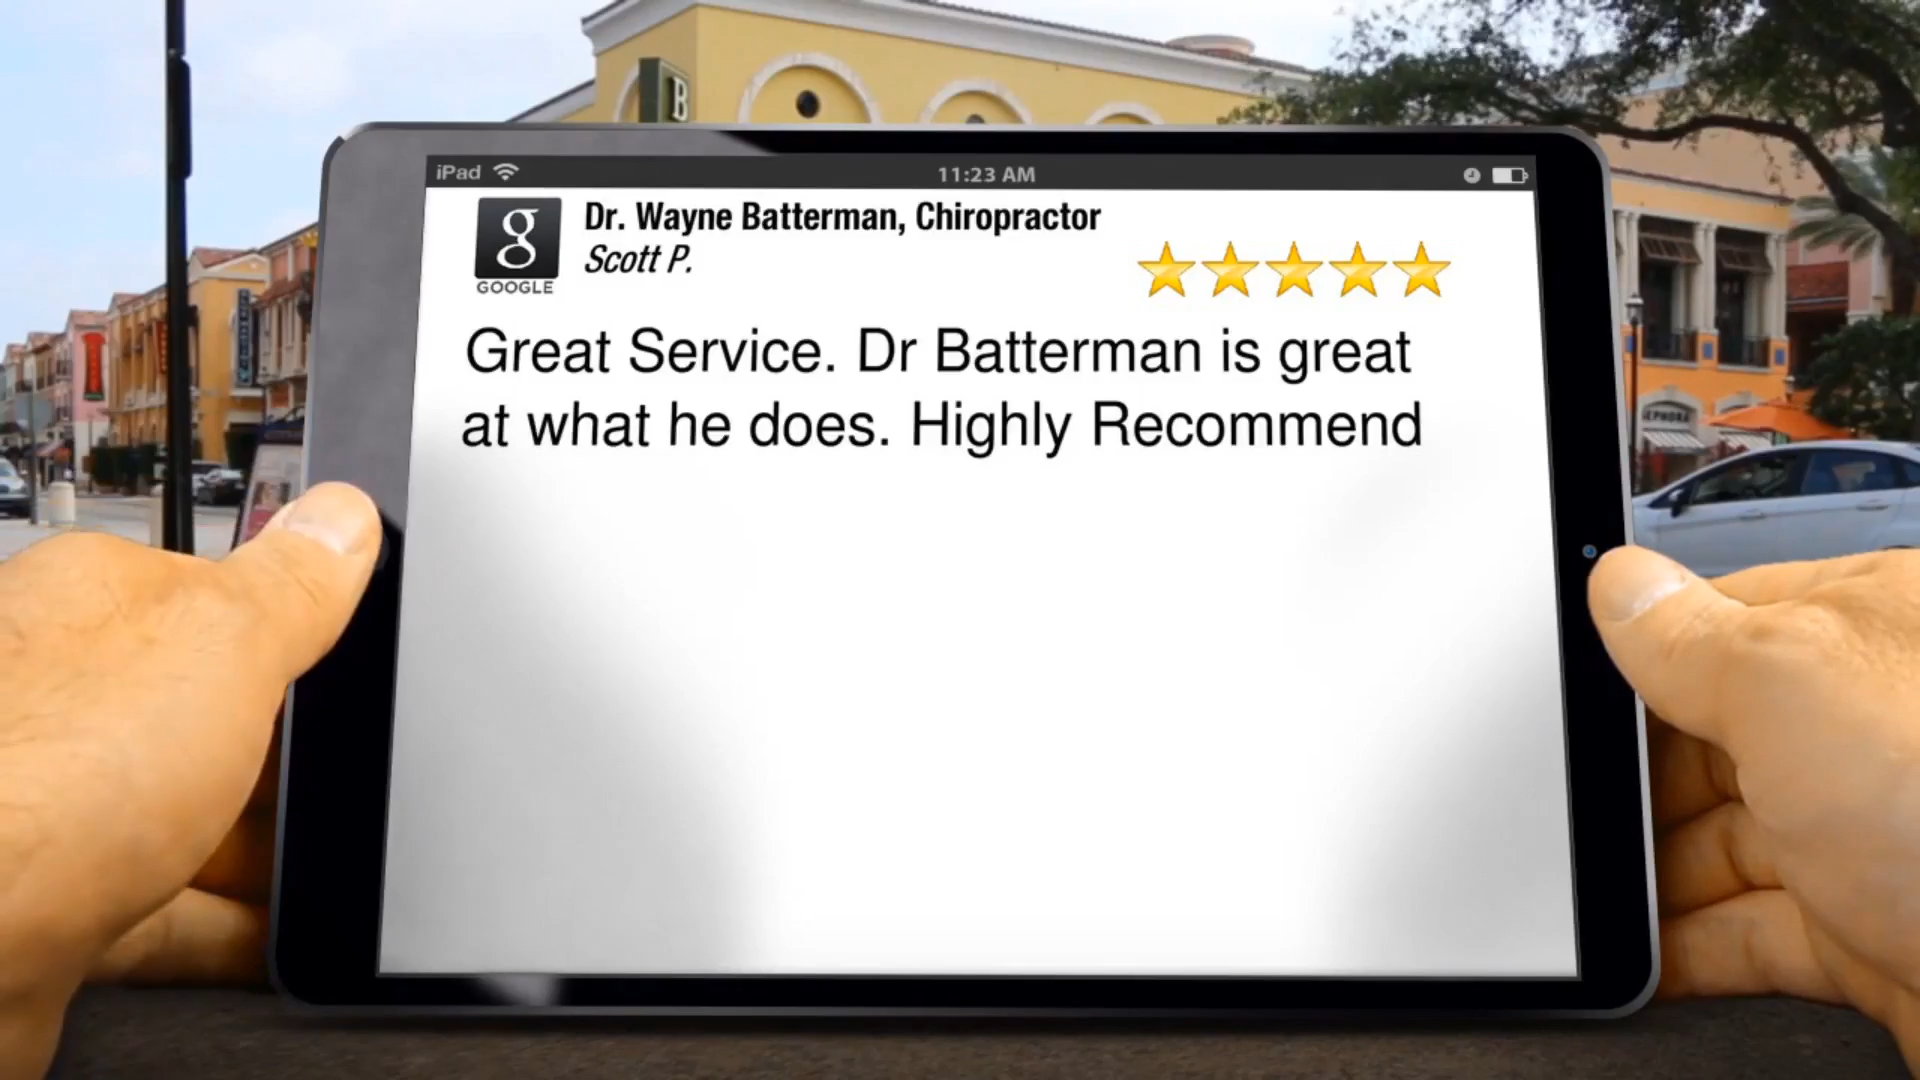 B
iPad
11:23 AM
g
GOOGLE
Dr. Wayne Batterman, Chiropractor
Scott P.
Great Service. Dr Batterman is great
at what he does. Highly Recommend
SEPHORA